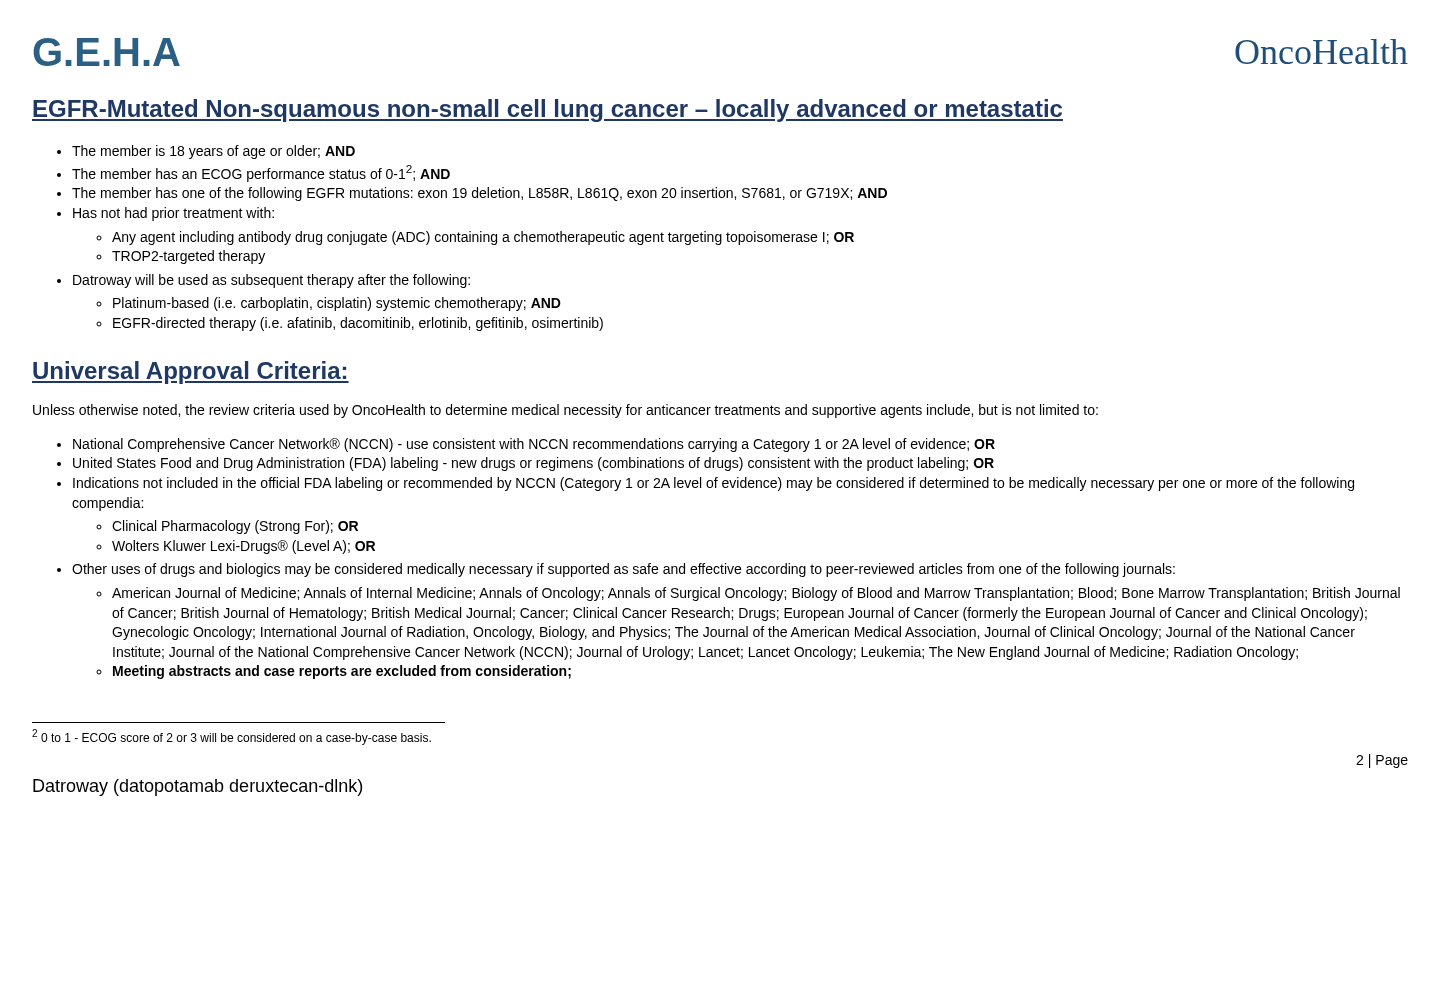 G.E.H.A
OncoHealth
EGFR-Mutated Non-squamous non-small cell lung cancer – locally advanced or metastatic
• The member is 18 years of age or older; AND
• The member has an ECOG performance status of 0-1²; AND
• The member has one of the following EGFR mutations: exon 19 deletion, L858R, L861Q, exon 20 insertion, S7681, or G719X; AND
• Has not had prior treatment with:
◦ Any agent including antibody drug conjugate (ADC) containing a chemotherapeutic agent targeting topoisomerase I; OR
◦ TROP2-targeted therapy
• Datroway will be used as subsequent therapy after the following:
◦ Platinum-based (i.e. carboplatin, cisplatin) systemic chemotherapy; AND
◦ EGFR-directed therapy (i.e. afatinib, dacomitinib, erlotinib, gefitinib, osimertinib)
Universal Approval Criteria:
Unless otherwise noted, the review criteria used by OncoHealth to determine medical necessity for anticancer treatments and supportive agents include, but is not limited to:
• National Comprehensive Cancer Network® (NCCN) - use consistent with NCCN recommendations carrying a Category 1 or 2A level of evidence; OR
• United States Food and Drug Administration (FDA) labeling - new drugs or regimens (combinations of drugs) consistent with the product labeling; OR
• Indications not included in the official FDA labeling or recommended by NCCN (Category 1 or 2A level of evidence) may be considered if determined to be medically necessary per one or more of the following
compendia:
◦ Clinical Pharmacology (Strong For); OR
◦ Wolters Kluwer Lexi-Drugs® (Level A); OR
• Other uses of drugs and biologics may be considered medically necessary if supported as safe and effective according to peer-reviewed articles from one of the following journals:
◦ American Journal of Medicine; Annals of Internal Medicine; Annals of Oncology; Annals of Surgical Oncology; Biology of Blood and Marrow Transplantation; Blood; Bone Marrow Transplantation; British Journal
of Cancer; British Journal of Hematology; British Medical Journal; Cancer; Clinical Cancer Research; Drugs; European Journal of Cancer (formerly the European Journal of Cancer and Clinical Oncology);
Gynecologic Oncology; International Journal of Radiation, Oncology, Biology, and Physics; The Journal of the American Medical Association, Journal of Clinical Oncology; Journal of the National Cancer
Institute; Journal of the National Comprehensive Cancer Network (NCCN); Journal of Urology; Lancet; Lancet Oncology; Leukemia; The New England Journal of Medicine; Radiation Oncology;
◦ Meeting abstracts and case reports are excluded from consideration;
² 0 to 1 - ECOG score of 2 or 3 will be considered on a case-by-case basis.
2 | Page
Datroway (datopotamab deruxtecan-dlnk)